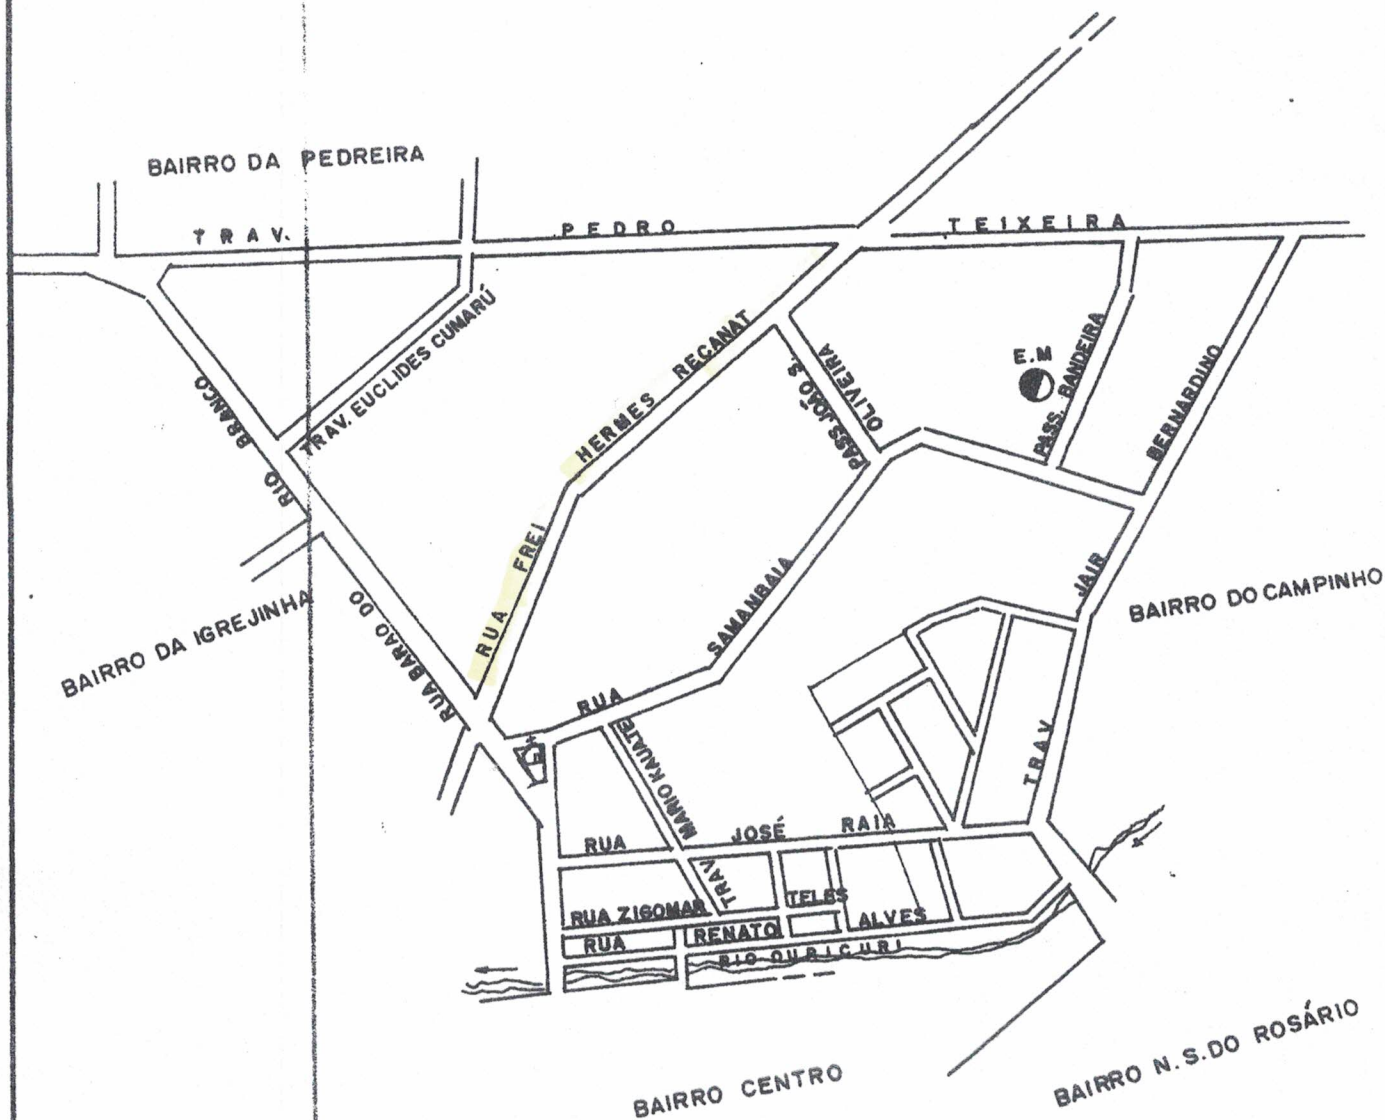 BAIRRO DA PEDREIRA
TRAV. PEDRO TEIXEIRA
TRAV. EUCLIDES CUMARÚ
RUA BARAO DO RIO BRANCO
RUA FREI HERMES RECANAT
PASS. JOÃO S. OLIVEIRA
E.M
PASS. BANDEIRA
TRAV JAIR BERNARDINO
BAIRRO DA IGREJINHA
BAIRRO DO CAMPINHO
RUA SAMAMBAIA
TRAV MARIO KAUATE
RUA JOSÉ RAIA
RUA ZIGOMAR TELES
RUA RENATO ALVES
RIO OURICURI
BAIRRO CENTRO
BAIRRO N.S.DO ROSÁRIO